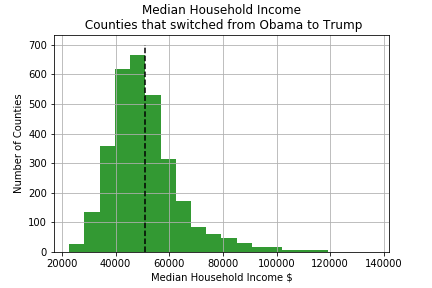 Median Household Income
Counties that switched from Obama to Trump
700
600
500
400
300
200
100
0
Number of Counties
20000 40000 60000 80000 100000 120000 140000
Median Household Income $